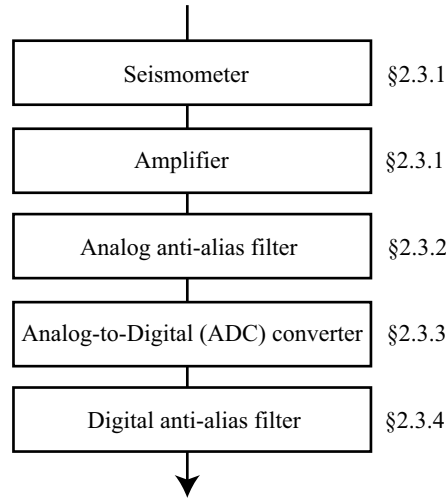 Seismometer §2.3.1
Amplifier §2.3.1
Analog anti-alias filter §2.3.2
Analog-to-Digital (ADC) converter §2.3.3
Digital anti-alias filter §2.3.4